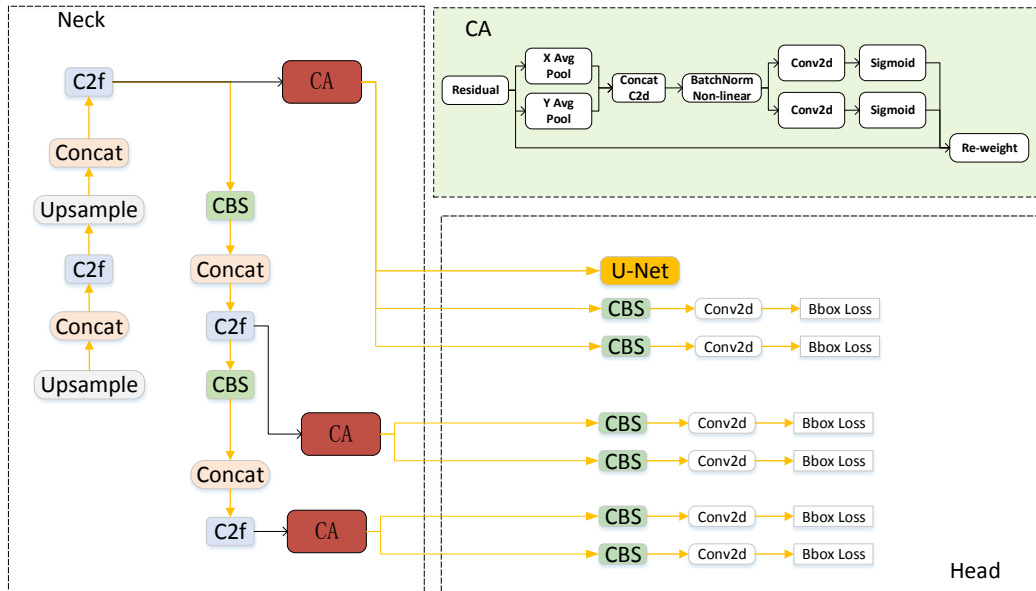 Neck
C2f
CA
Concat
Upsample
CBS
C2f
Concat
Concat
C2f
Upsample
CBS
CA
Concat
C2f
CA
CA
Residual
X Avg
Pool
Y Avg
Pool
Concat
C2d
BatchNorm
Non-linear
Conv2d
Sigmoid
Conv2d
Sigmoid
Re-weight
U-Net
CBS
Conv2d
Bbox Loss
CBS
Conv2d
Bbox Loss
CBS
Conv2d
Bbox Loss
CBS
Conv2d
Bbox Loss
CBS
Conv2d
Bbox Loss
CBS
Conv2d
Bbox Loss
Head